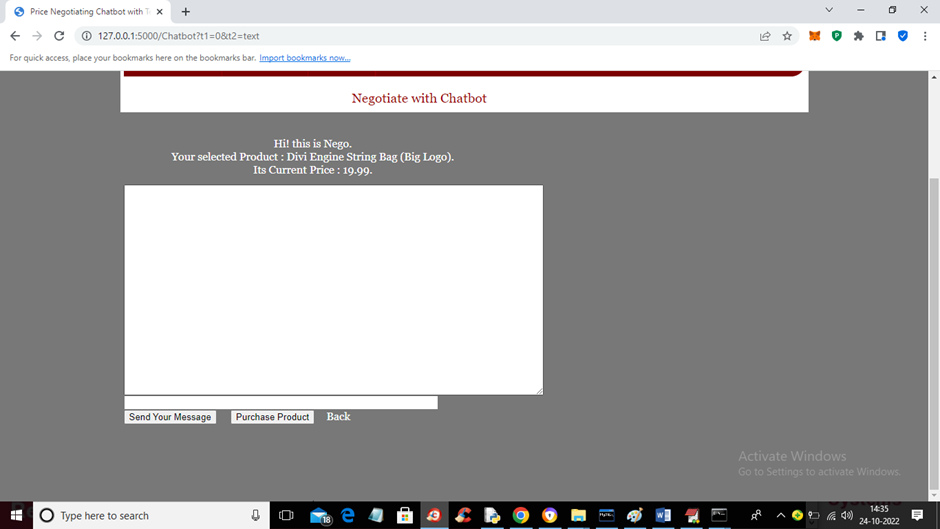 Price Negotiating Chatbot with T
127.0.0.1:5000/Chatbot?t1=0&t2=text
For quick access, place your bookmarks here on the bookmarks bar. Import bookmarks now...
Negotiate with Chatbot
Hi! this is Nego.
Your selected Product : Divi Engine String Bag (Big Logo).
Its Current Price : 19.99.
Send Your Message Purchase Product Back
Activate Windows
Go to Settings to activate Windows.
Type here to search
18
14:35
24-10-2022